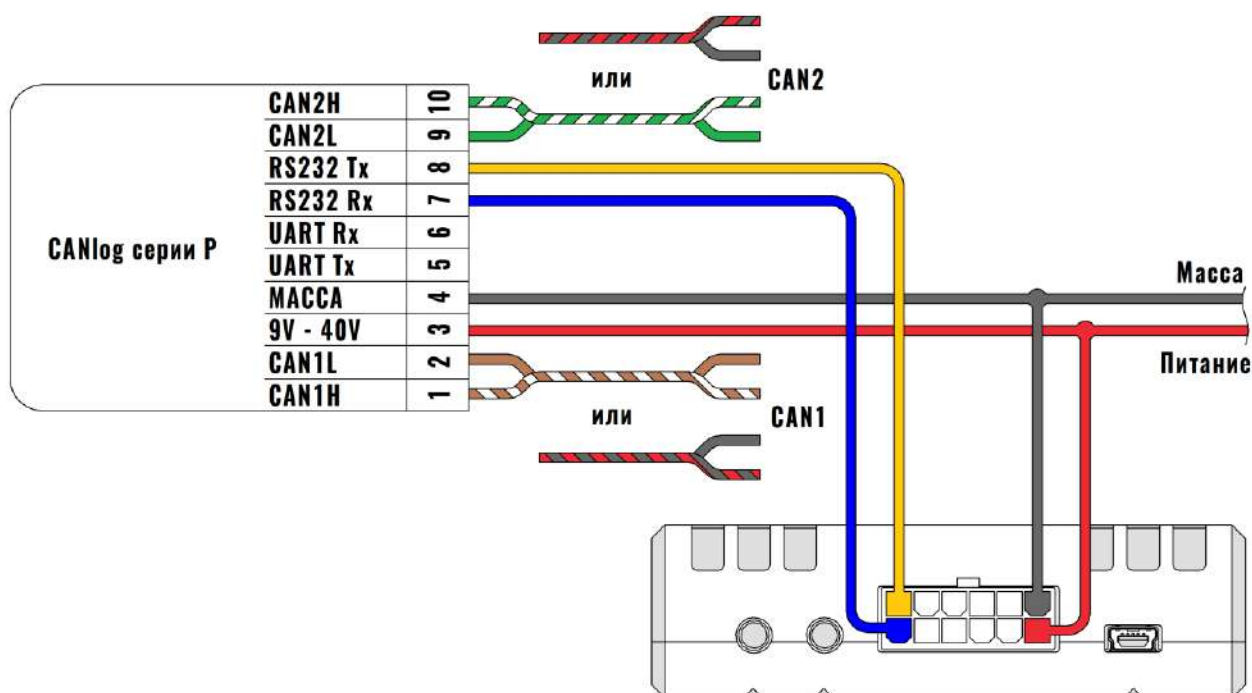 или
CAN2
CANlog серии P
CAN2H 10
CAN2L 9
RS232 Tx 8
RS232 Rx 7
UART Rx 6
UART Tx 5
МАССА 4
9V - 40V 3
CAN1L 2
CAN1H 1
Масса
Питание
или
CAN1